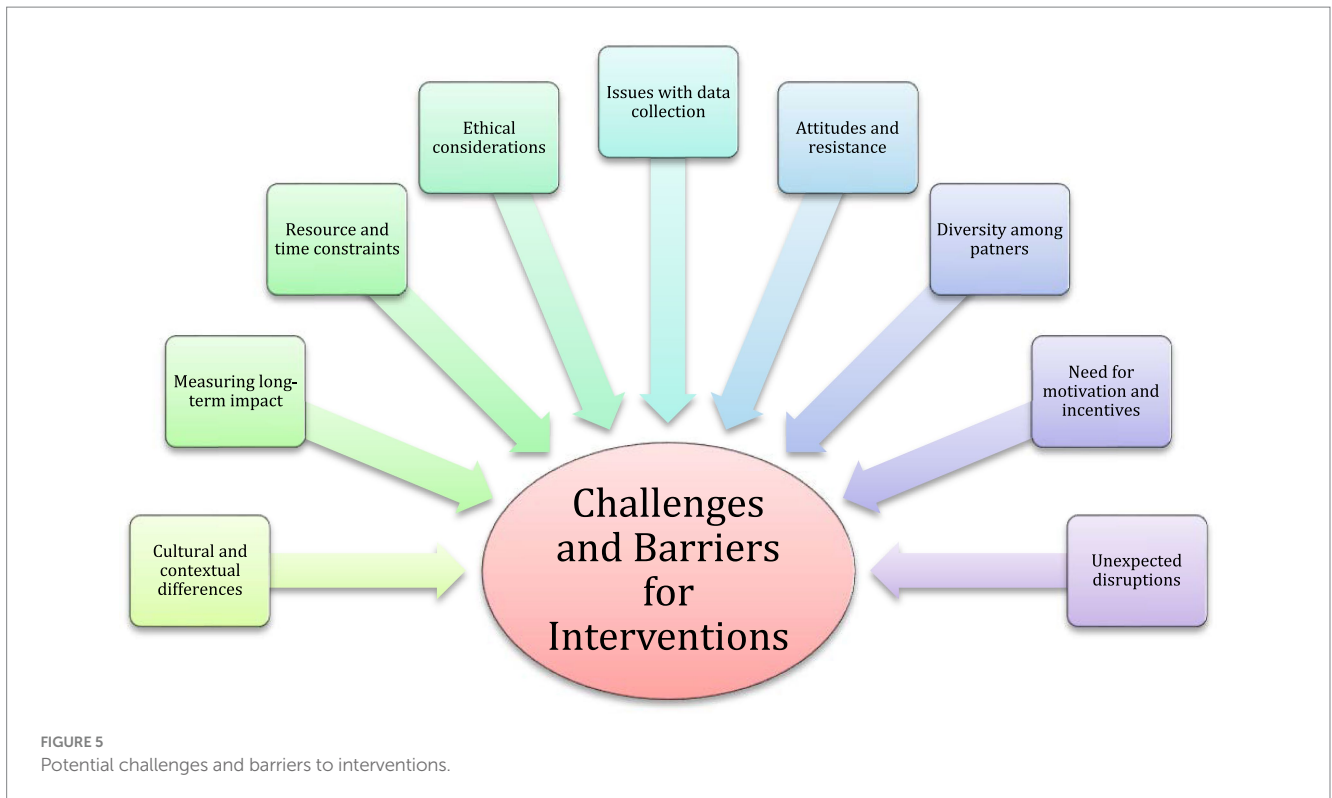 Issues with data
collection
Ethical
considerations
Attitudes and
resistance
Resource and
time constraints
Diversity among
patners
Measuring long-
term impact
Need for
motivation and
incentives
Cultural and
contextual
differences
Unexpected
disruptions
Challenges
and Barriers
for
Interventions
FIGURE 5
Potential challenges and barriers to interventions.